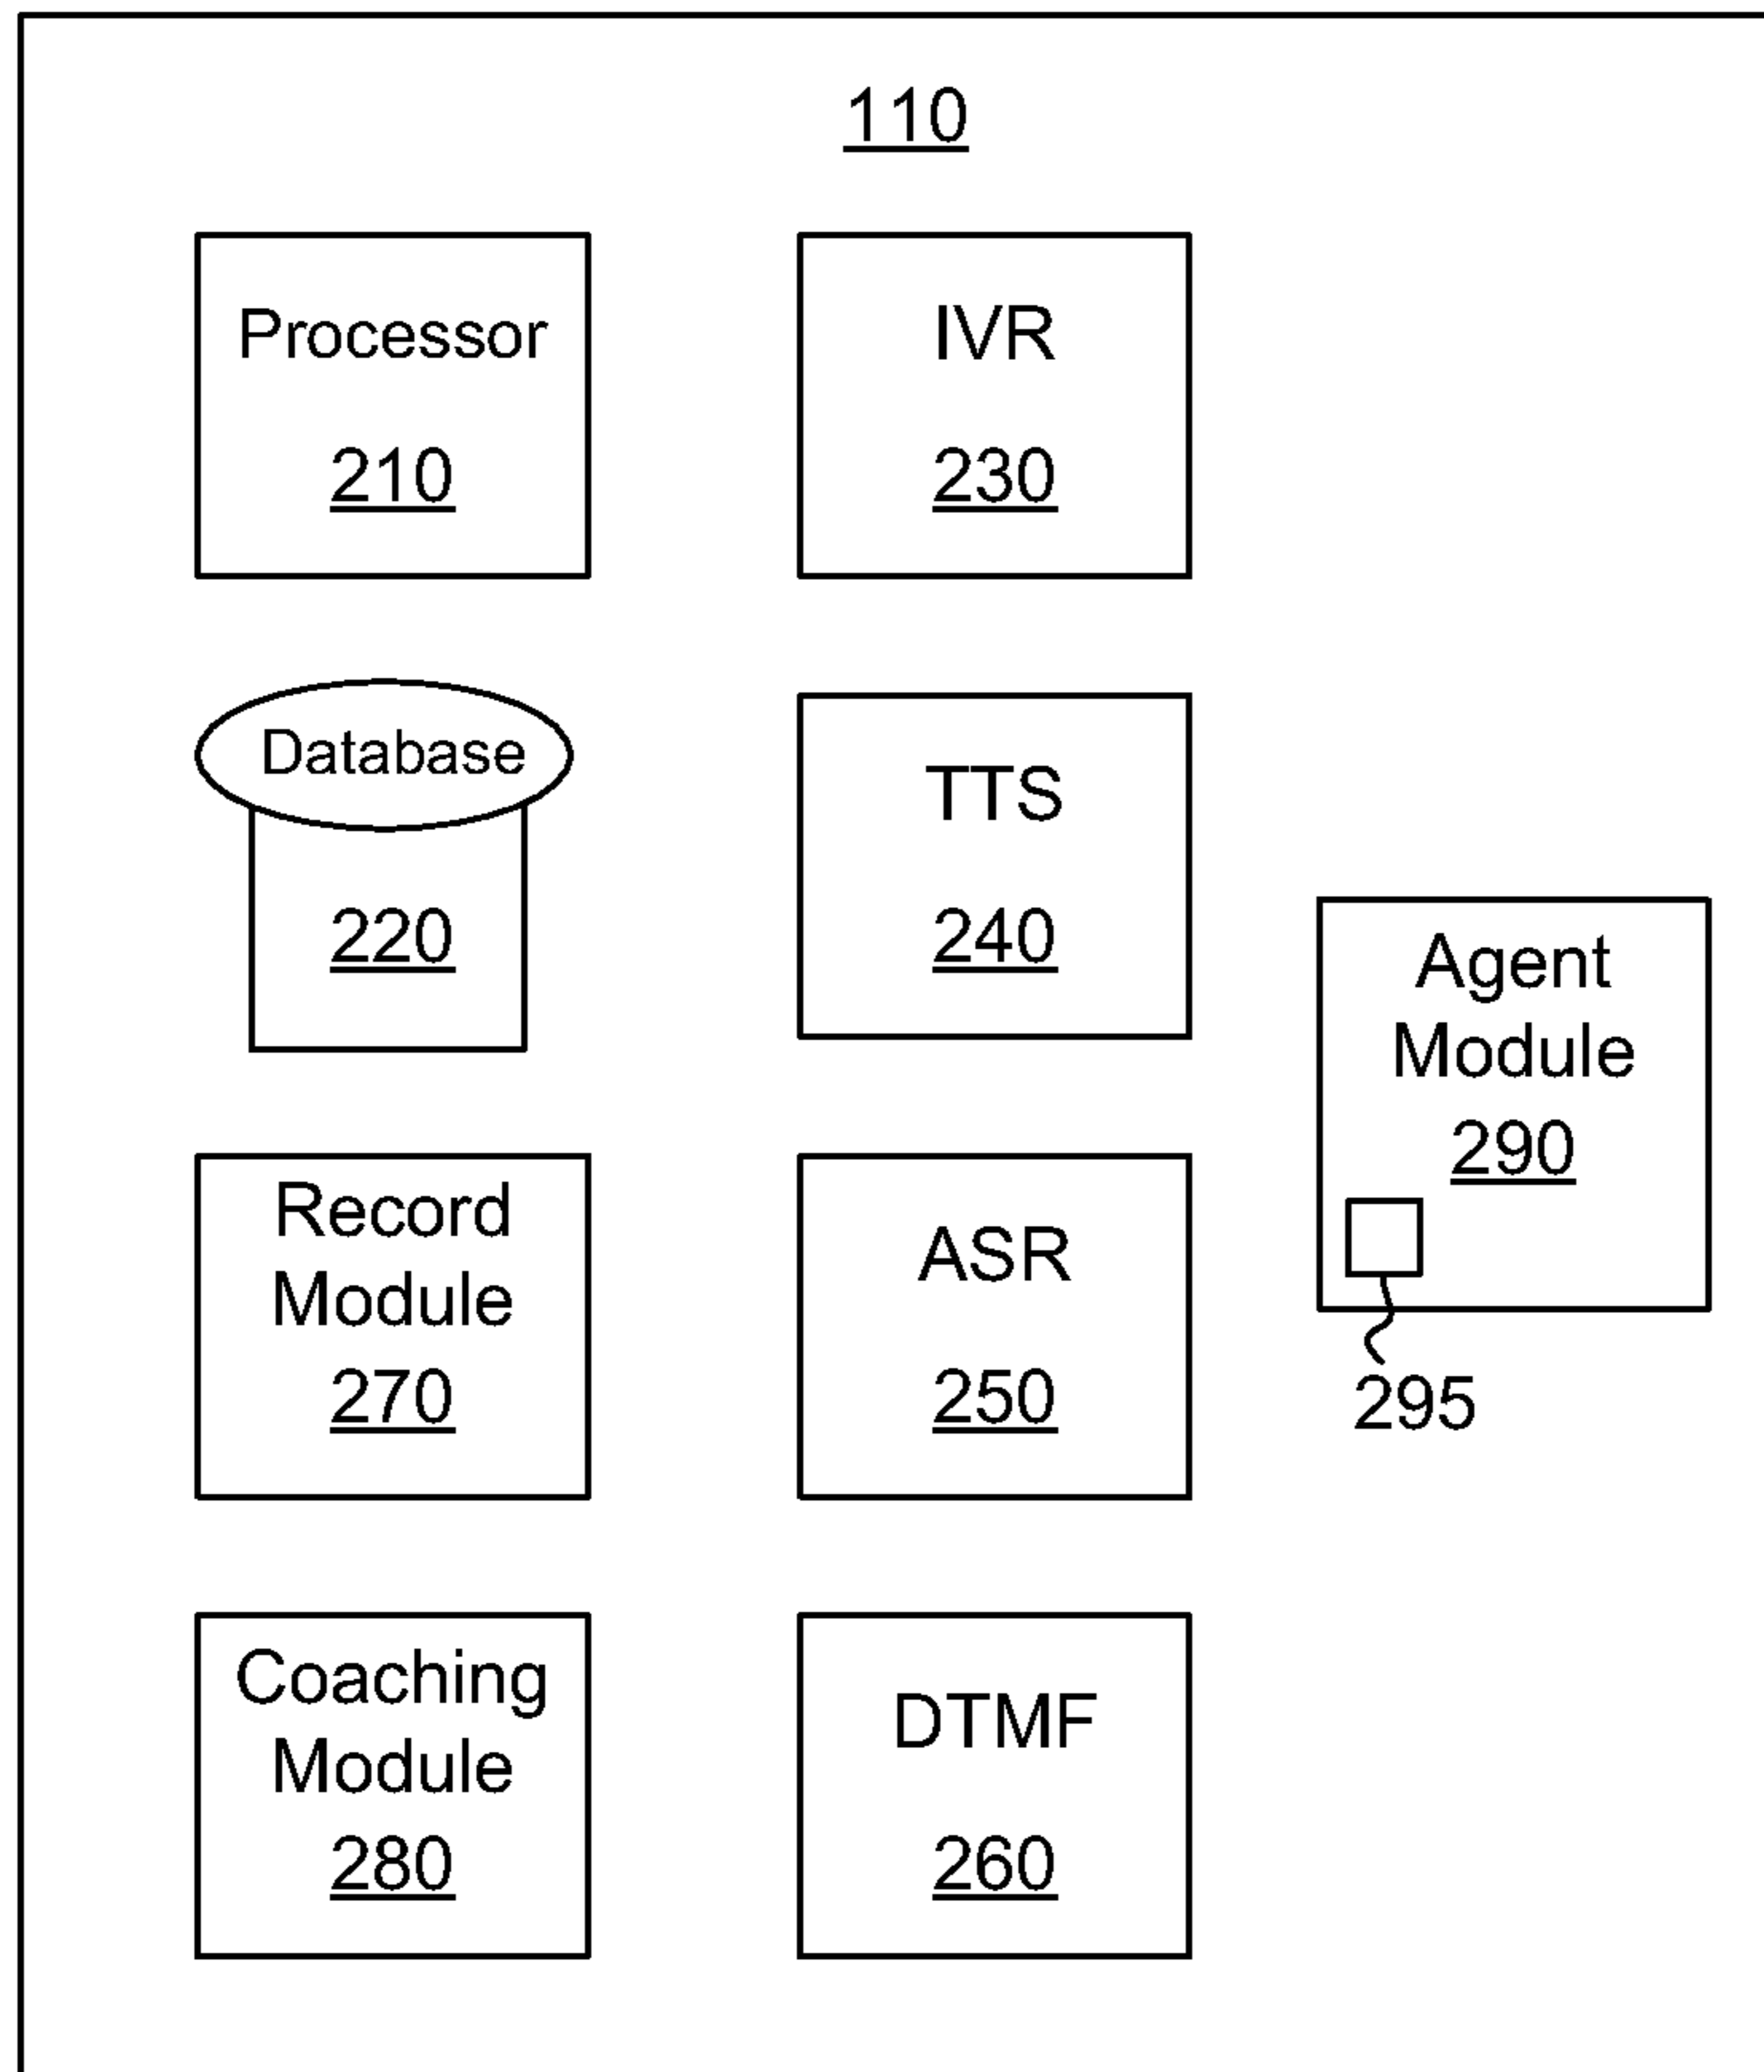 110
Processor
210
IVR
230
Database
220
TTS
240
Agent
Module
290
295
Record
Module
270
ASR
250
Coaching
Module
280
DTMF
260